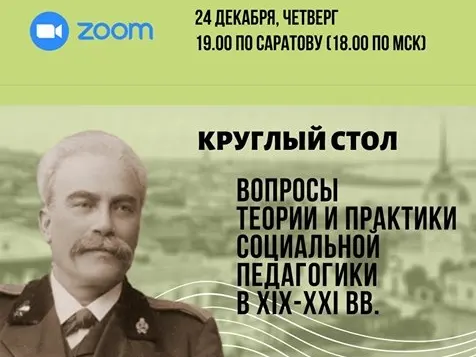 zoom
24 ДЕКАБРЯ, ЧЕТВЕРГ
19.00 ПО САРАТОВУ (18.00 ПО МСК)
КРУГЛЫЙ СТОЛ
ВОПРОСЫ
ТЕОРИИ И ПРАКТИКИ
СОЦИАЛЬНОЙ
ПЕДАГОГИКИ
В XIX-XXI ВВ.